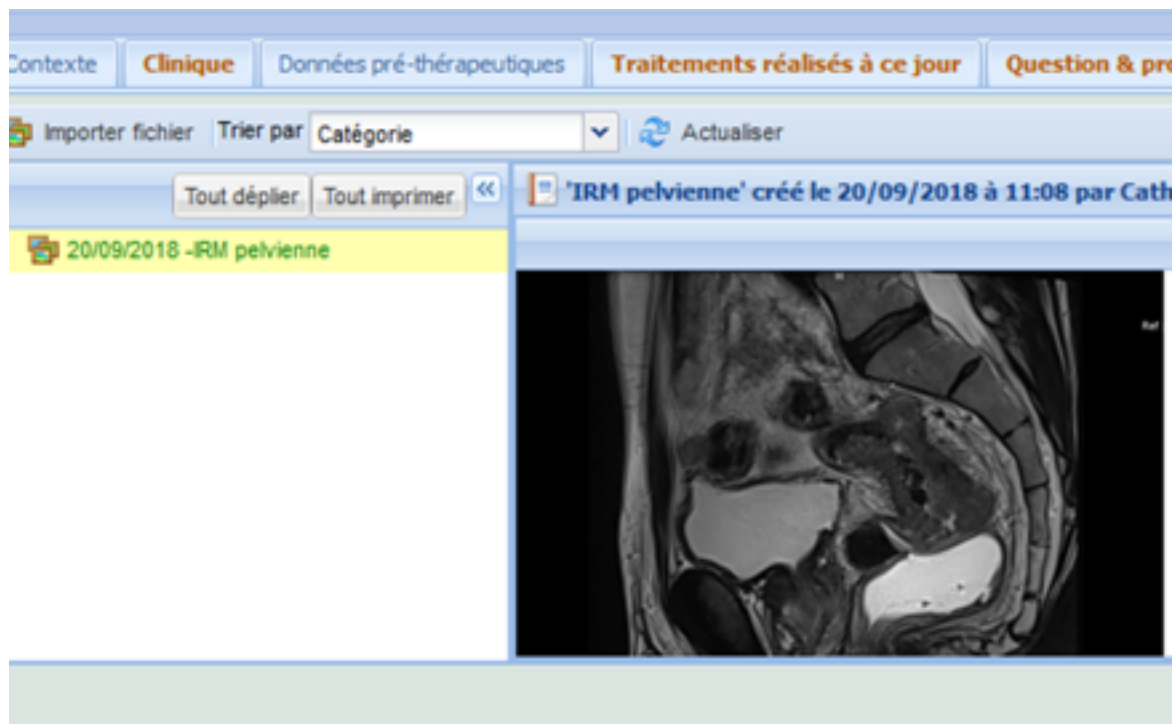 Contexte Clinique Données pré-thérapeutiques Traitements réalisés à ce jour Question &
Importer fichier Trier par Catégorie Actualiser
Tout déplier Tout imprimer « 'IRM pelvienne' créé le 20/09/2018 à 11:08 par Cath
20/09/2018 -IRM pelvienne